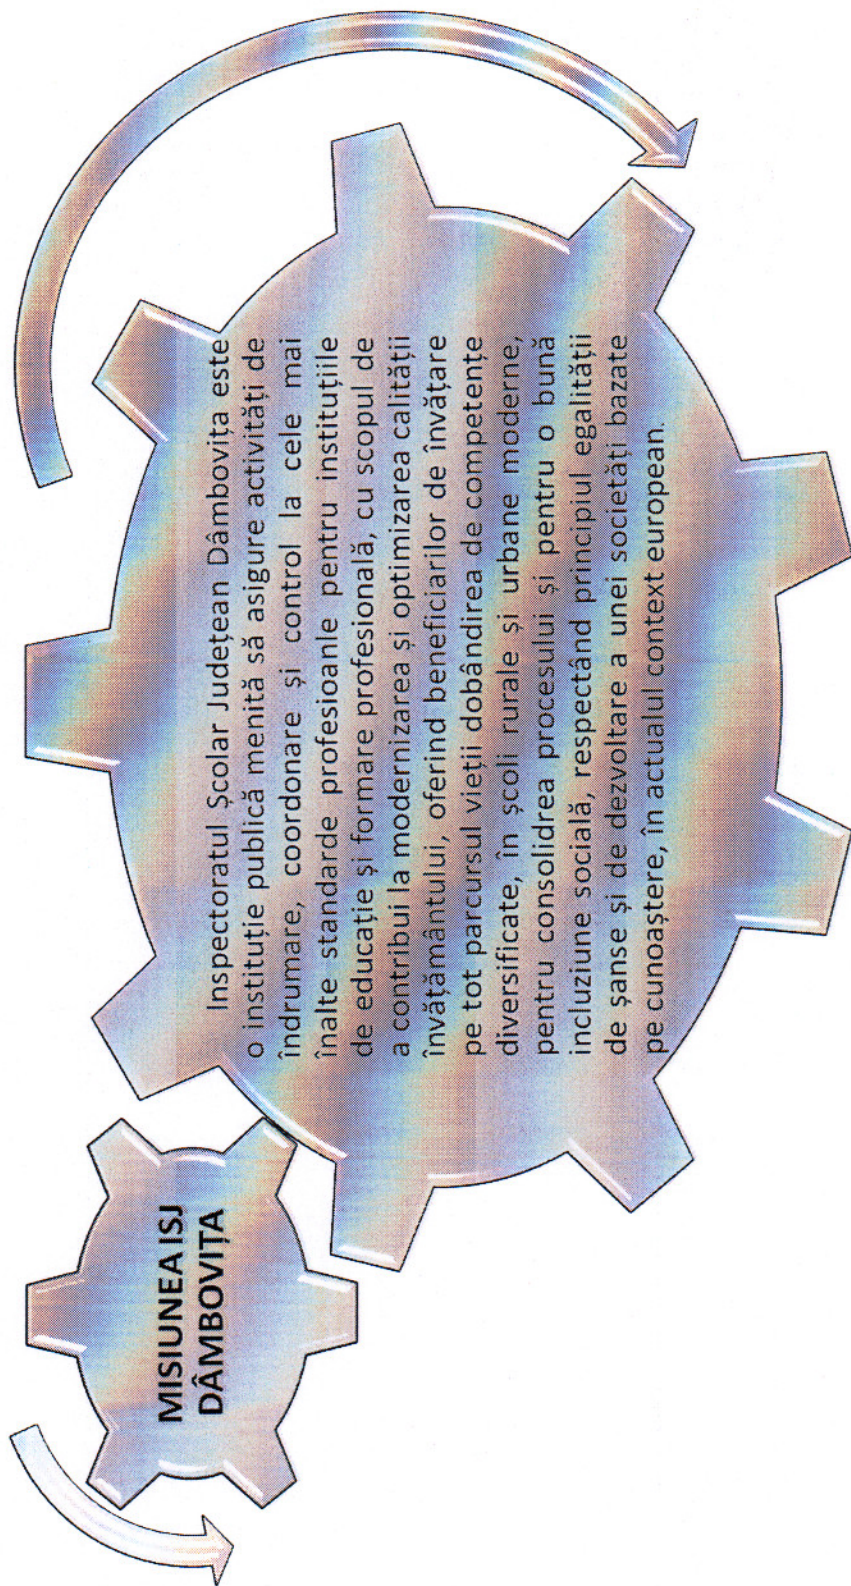 MISIUNEA ISJ
DÂMBOVIȚA
Inspectoratul Școlar Județean Dâmbovița este
o instituție publică menită să asigure activități de
îndrumare, coordonare și control la cele mai
înalte standarde profesioanle pentru instituțiile
de educație și formare profesională, cu scopul de
a contribui la modernizarea și optimizarea calității
învățământului, oferind beneficiarilor de învățare
pe tot parcursul vieții dobândirea de competențe
diversificate, în școli rurale și urbane moderne,
pentru consolidrea procesului și pentru o bună
incluziune socială, respectând principiul egalității
de șanse și de dezvoltare a unei societăți bazate
pe cunoaștere, în actualul context european.